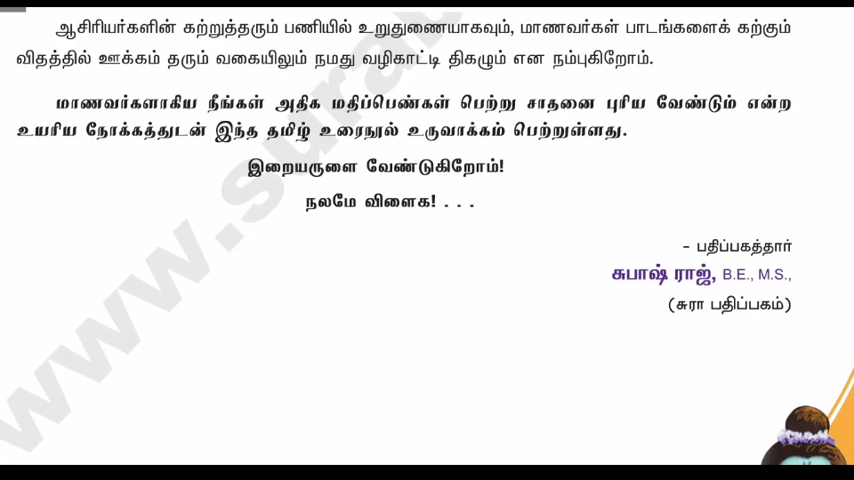 ஆசிரியர்களின் கற்றுத்தரும் பணியில் உறுதுணையாகவும், மாணவர்கள் பாடங்களைக் கற்கும்
விதத்தில் ஊக்கம் தரும் வகையிலும் நமது வழிகாட்டி திகழும் என நம்புகிறோம்.
மாணவர்களாகிய நீங்கள் அதிக மதிப்பெண்கள் பெற்று சாதனை புரிய வேண்டும் என்ற
உயரிய நோக்கத்துடன் இந்த தமிழ் உரைநூல் உருவாக்கம் பெற்றுள்ளது.
இறையருளை வேண்டுகிறோம்!
நலமே விளைக! . . .
- பதிப்பகத்தார்
சுபாஷ் ராஜ், B.E., M.S.,
(சுரா பதிப்பகம்)
www.sura